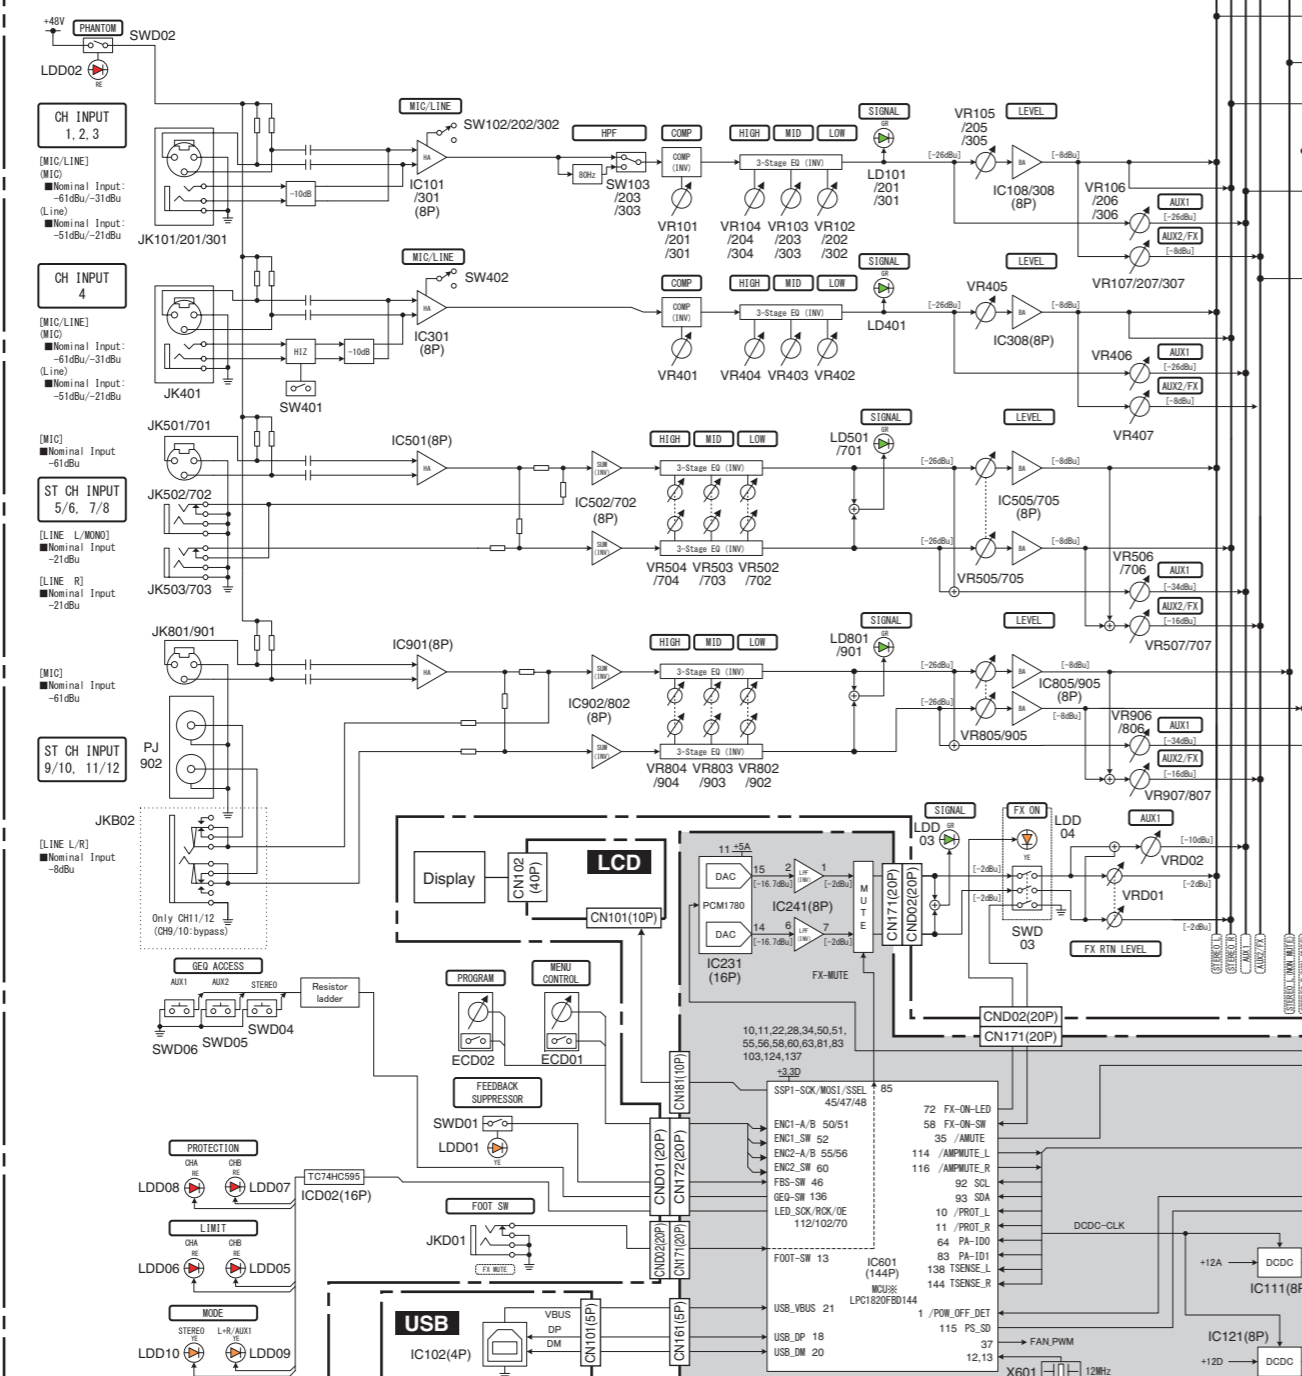 +48V
PHANTOM
SWD02
LDD02
RE
CH INPUT
1, 2, 3
[MIC/LINE]
(MIC)
■Nominal Input:
-61dBu/-31dBu
(Line)
■Nominal Input:
-51dBu/-21dBu
JK101/201/301
-10dB
MIC/LINE
SW102/202/302
HA
IC101
/301
(8P)
HPF
80Hz
SW103
/203
/303
COMP
COMP
(INV)
VR101
/201
/301
HIGH MID LOW
3-Stage EQ (INV)
VR104 VR103 VR102
/204 /203 /202
/304 /303 /302
SIGNAL
GR
LD101
/201
/301
[-26dBu]
VR105
/205
/305
LEVEL
BA
IC108/308
(8P)
[-8dBu]
VR106
/206
/306
AUX1
[-26dBu]
AUX2/FX
[-8dBu]
VR107/207/307
CH INPUT
4
[MIC/LINE]
(MIC)
■Nominal Input:
-61dBu/-31dBu
(Line)
■Nominal Input:
-51dBu/-21dBu
JK401
HIZ
-10dB
SW401
MIC/LINE
SW402
HA
IC301
(8P)
COMP
COMP
(INV)
VR401
HIGH MID LOW
3-Stage EQ (INV)
VR404 VR403 VR402
SIGNAL
GR
LD401
[-26dBu]
VR405
LEVEL
BA
IC308(8P)
[-8dBu]
VR406
AUX1
[-26dBu]
AUX2/FX
[-8dBu]
VR407
[MIC]
■Nominal Input
-61dBu
ST CH INPUT
5/6, 7/8
[LINE L/MONO]
■Nominal Input
-21dBu
[LINE R]
■Nominal Input
-21dBu
JK501/701
JK502/702
JK503/703
IC501(8P)
HA
SUM
(INV)
IC502/702
(8P)
SUM
(INV)
HIGH MID LOW
3-Stage EQ (INV)
3-Stage EQ (INV)
VR504 VR503 VR502
/704 /703 /702
SIGNAL
GR
LD501
/701
[-26dBu]
[-26dBu]
LEVEL
BA
IC505/705
(8P)
BA
VR505/705
[-8dBu]
[-8dBu]
VR506
/706
AUX1
[-34dBu]
AUX2/FX
[-16dBu]
VR507/707
[MIC]
■Nominal Input
-61dBu
ST CH INPUT
9/10, 11/12
[LINE L/R]
■Nominal Input
-8dBu
JK801/901
PJ
902
JKB02
Only CH11/12
(CH9/10:bypass)
IC901(8P)
HA
SUM
(INV)
IC902/802
(8P)
SUM
(INV)
HIGH MID LOW
3-Stage EQ (INV)
3-Stage EQ (INV)
VR804 VR803 VR802
/904 /903 /902
SIGNAL
GR
LD801
/901
[-26dBu]
[-26dBu]
LEVEL
BA
IC805/905
(8P)
BA
VR805/905
[-8dBu]
[-8dBu]
VR906
/806
AUX1
[-34dBu]
AUX2/FX
[-16dBu]
VR907/807
Display
CN102
(40P)
LCD
CN101(10P)
11 +5A
DAC
PCM1780
DAC
IC231
(16P)
15
[-16.7dBu]
14
[-16.7dBu]
2 LPF (INV) 1
[-2dBu]
IC241(8P)
6 LPF (INV) 7
[-2dBu]
MUTE
FX-MUTE
CN171(20P)
CND02(20P)
SIGNAL
LDD
03
GR
FX ON
LDD
04
YE
[-2dBu]
[-2dBu]
SWD
03
AUX1
[-10dBu]
VRD02
[-2dBu]
VRD01
[-2dBu]
FX RTN LEVEL
STEREO L
STEREO R
AUX1
(AUX2/FX)
STEREO L(NON MUTE)
GEQ ACCESS
AUX1 AUX2 STEREO
SWD06 SWD05 SWD04
Resistor
ladder
PROGRAM
ECD02
MENU
CONTROL
ECD01
FEEDBACK
SUPPRESSOR
SWD01
LDD01
YE
CND02(20P)
CN171(20P)
10,11,22,28,34,50,51,
55,56,58,60,63,81,83
103,124,137
+3.3D
CN181(10P)
CND01(20P)
CN172(20P)
CND02(20P)
CN171(20P)
SSP1-SCK/MOSI/SSEL
45/47/48
85
ENC1-A/B 50/51
ENC1_SW 52
ENC2-A/B 55/56
ENC2_SW 60
FBS-SW 46
GEQ-SW 136
LED_SCK/RCK/OE
112/102/70
FOOT-SW 13
USB_VBUS 21
USB_DP 18
USB_DM 20
IC601
(144P)
MCU※
LPC1820FBD144
72 FX-ON-LED
58 FX-ON-SW
35 /AMUTE
114 /AMPMUTE_L
116 /AMPMUTE_R
92 SCL
93 SDA
10 /PROT_L
11 /PROT_R
64 PA-ID0
83 PA-ID1
138 TSENSE_L
144 TSENSE_R
1 /POW_OFF_DET
115 PS_SD
37
FAN_PWM
12,13
X601
12MHz
DCDC-CLK
+12A
DCDC
IC111(8P
IC121(8P)
+12D
DCDC
PROTECTION
CHA CHB
RE RE
LDD08 LDD07
TC74HC595
ICD02(16P)
LIMIT
CHA CHB
RE RE
LDD06 LDD05
MODE
STEREO L+R/AUX1
YE YE
LDD10 LDD09
FOOT SW
JKD01
FX MUTE
USB
IC102(4P)
VBUS
DP
DM
CN101(5P)
CN161(5P)